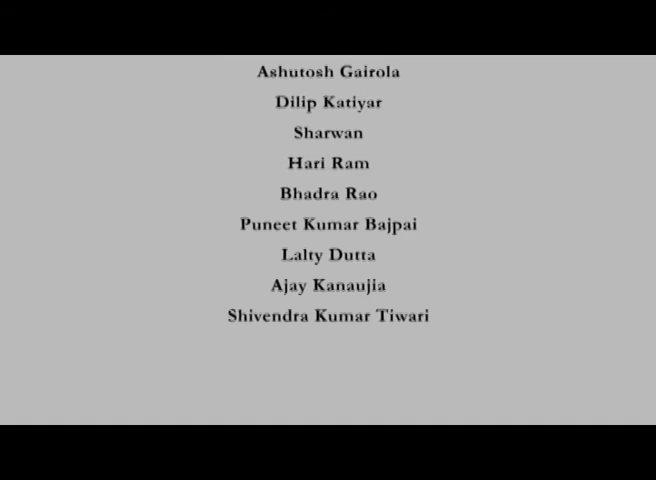 Ashutosh Gairola
Dilip Katiyar
Sharwan
Hari Ram
Bhadra Rao
Puneet Kumar Bajpai
Lalty Dutta
Ajay Kanaujia
Shivendra Kumar Tiwari